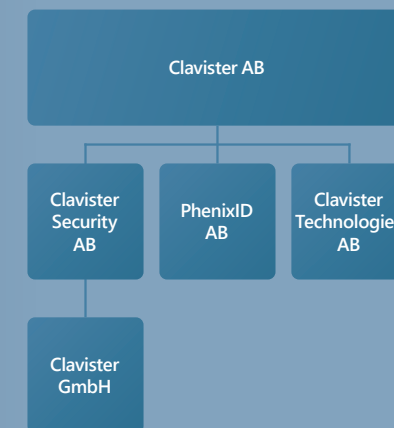 Clavister AB
Clavister
Security
AB
PhenixID
AB
Clavister
Technologie
AB
Clavister
GmbH